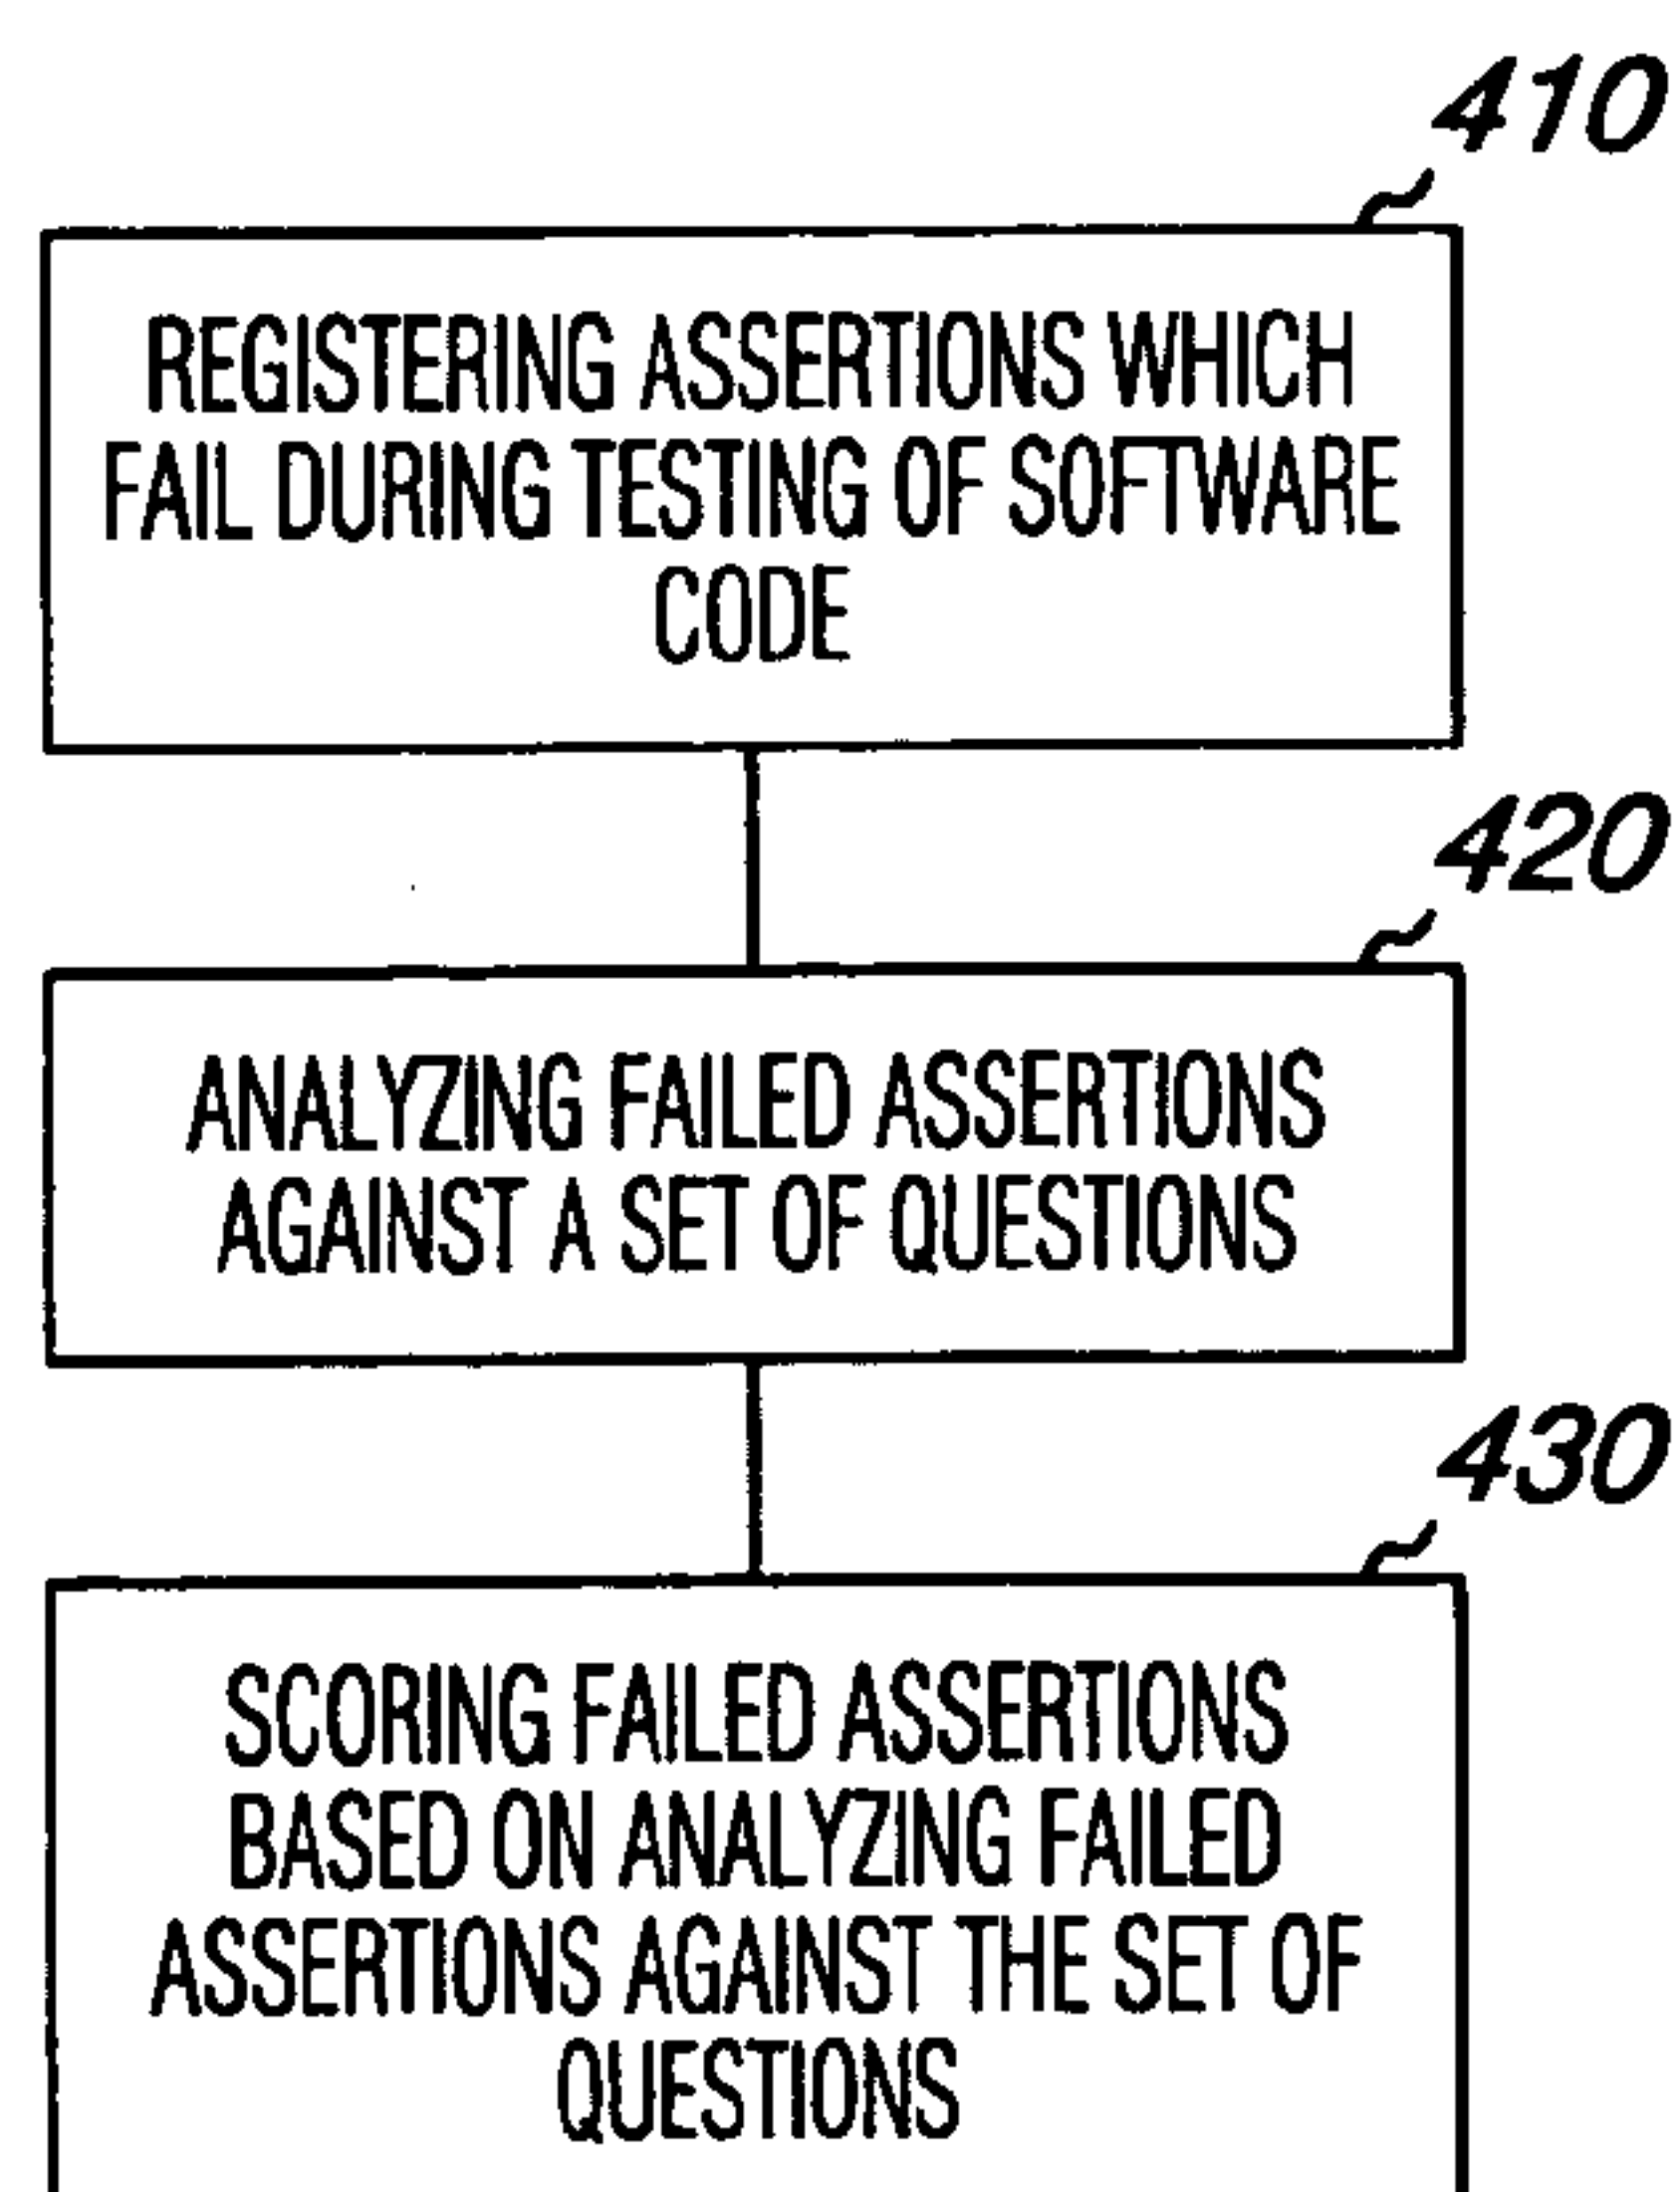 410
REGISTERING ASSERTIONS WHICH
FAIL DURING TESTING OF SOFTWARE
CODE
420
ANALYZING FAILED ASSERTIONS
AGAINST A SET OF QUESTIONS
430
SCORING FAILED ASSERTIONS
BASED ON ANALYZING FAILED
ASSERTIONS AGAINST THE SET OF
QUESTIONS